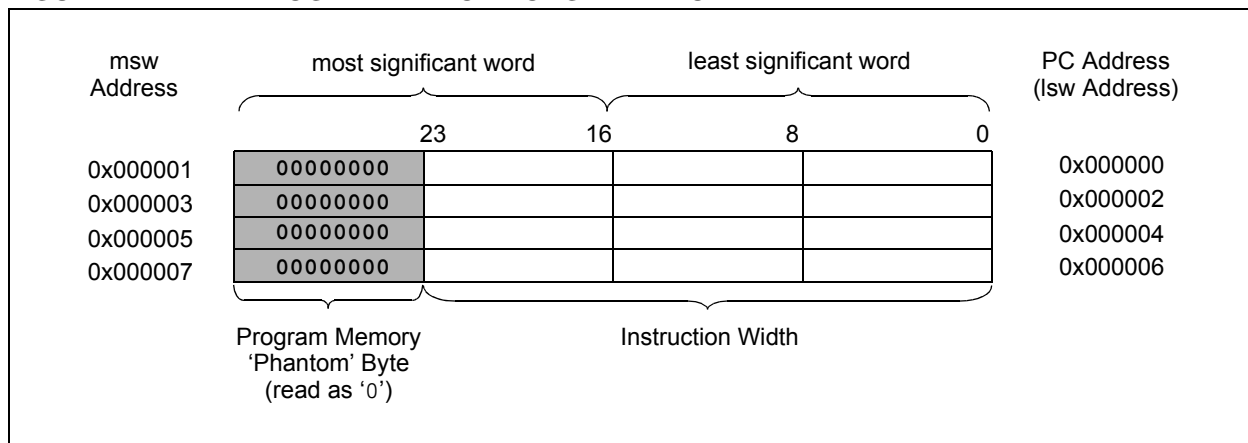 msw
Address
most significant word
least significant word
PC Address
(lsw Address)
23 16 8 0
0x000001 00000000 0x000000
0x000003 00000000 0x000002
0x000005 00000000 0x000004
0x000007 00000000 0x000006
Program Memory
‘Phantom’ Byte
(read as ‘0’)
Instruction Width